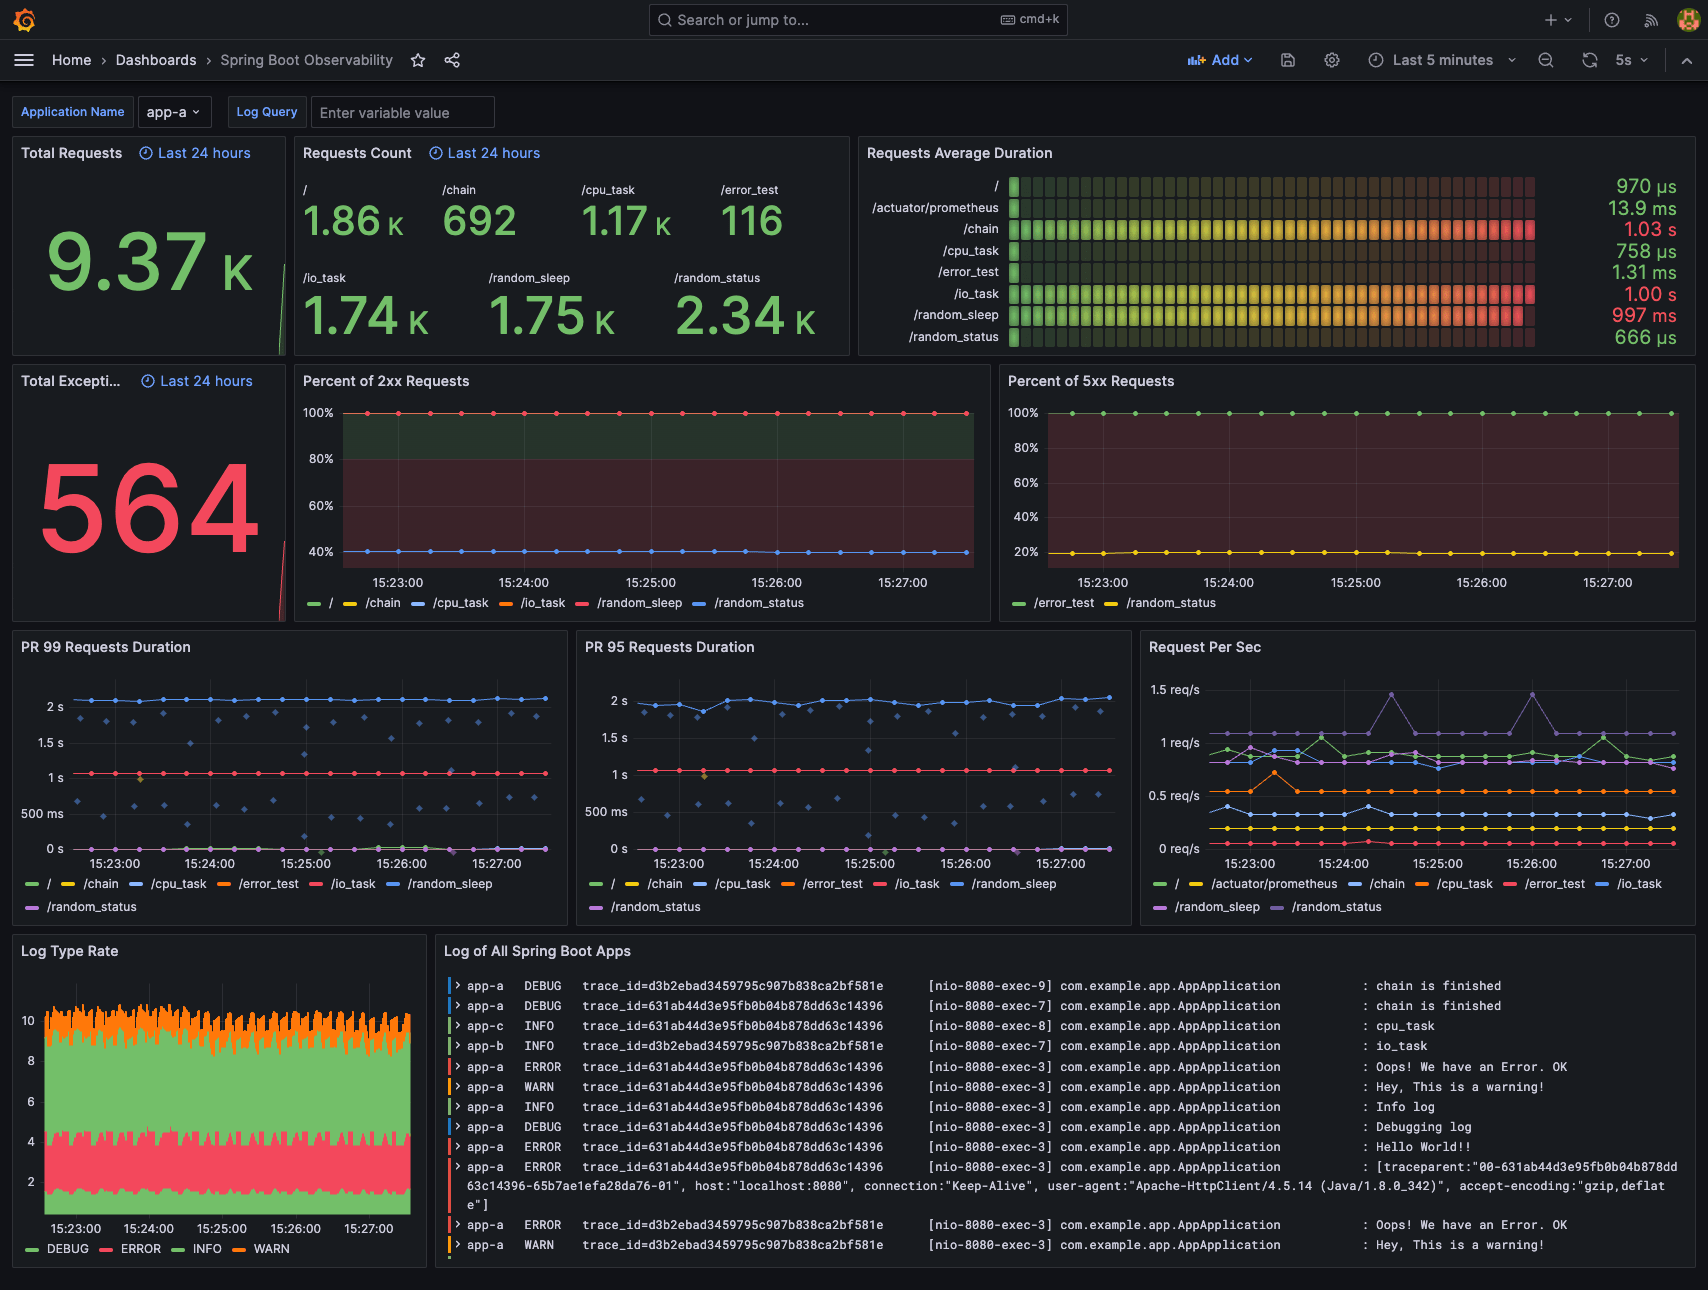 Search or jump to... cmd+k
Home › Dashboards › Spring Boot Observability Add Last 5 minutes 5s
Application Name app-a Log Query Enter variable value
Total Requests Last 24 hours
9.37 K
Requests Count Last 24 hours
/ /chain /cpu_task /error_test
1.86 K 692 1.17 K 116
/io_task /random_sleep /random_status
1.74 K 1.75 K 2.34 K
Requests Average Duration
/ 970 µs
/actuator/prometheus 13.9 ms
/chain 1.03 s
/cpu_task 758 µs
/error_test 1.31 ms
/io_task 1.00 s
/random_sleep 997 ms
/random_status 666 µs
Total Excepti... Last 24 hours
564
Percent of 2xx Requests
100%
80%
60%
40%
15:23:00 15:24:00 15:25:00 15:26:00 15:27:00
/ /chain /cpu_task /io_task /random_sleep /random_status
Percent of 5xx Requests
100%
80%
60%
40%
20%
15:23:00 15:24:00 15:25:00 15:26:00 15:27:00
/error_test /random_status
PR 99 Requests Duration
2 s
1.5 s
1 s
500 ms
0 s
15:23:00 15:24:00 15:25:00 15:26:00 15:27:00
/ /chain /cpu_task /error_test /io_task /random_sleep
/random_status
PR 95 Requests Duration
2 s
1.5 s
1 s
500 ms
0 s
15:23:00 15:24:00 15:25:00 15:26:00 15:27:00
/ /chain /cpu_task /error_test /io_task /random_sleep
/random_status
Request Per Sec
1.5 req/s
1 req/s
0.5 req/s
0 req/s
15:23:00 15:24:00 15:25:00 15:26:00 15:27:00
/ /actuator/prometheus /chain /cpu_task /error_test /io_task
/random_sleep /random_status
Log Type Rate
10
8
6
4
2
15:23:00 15:24:00 15:25:00 15:26:00 15:27:00
DEBUG ERROR INFO WARN
Log of All Spring Boot Apps
app-a DEBUG trace_id=d3b2ebad3459795c907b838ca2bf581e [nio-8080-exec-9] com.example.app.AppApplication : chain is finished
app-a DEBUG trace_id=631ab44d3e95fb0b04b878dd63c14396 [nio-8080-exec-7] com.example.app.AppApplication : chain is finished
app-c INFO trace_id=631ab44d3e95fb0b04b878dd63c14396 [nio-8080-exec-8] com.example.app.AppApplication : cpu_task
app-b INFO trace_id=d3b2ebad3459795c907b838ca2bf581e [nio-8080-exec-7] com.example.app.AppApplication : io_task
app-a ERROR trace_id=631ab44d3e95fb0b04b878dd63c14396 [nio-8080-exec-3] com.example.app.AppApplication : Oops! We have an Error. OK
app-a WARN trace_id=631ab44d3e95fb0b04b878dd63c14396 [nio-8080-exec-3] com.example.app.AppApplication : Hey, This is a warning!
app-a INFO trace_id=631ab44d3e95fb0b04b878dd63c14396 [nio-8080-exec-3] com.example.app.AppApplication : Info log
app-a DEBUG trace_id=631ab44d3e95fb0b04b878dd63c14396 [nio-8080-exec-3] com.example.app.AppApplication : Debugging log
app-a ERROR trace_id=631ab44d3e95fb0b04b878dd63c14396 [nio-8080-exec-3] com.example.app.AppApplication : Hello World!!
app-a ERROR trace_id=631ab44d3e95fb0b04b878dd63c14396 [nio-8080-exec-3] com.example.app.AppApplication : [traceparent:"00-631ab44d3e95fb0b04b878dd
63c14396-65b7ae1efa28da76-01", host:"localhost:8080", connection:"Keep-Alive", user-agent:"Apache-HttpClient/4.5.14 (Java/1.8.0_342)", accept-encoding:"gzip,deflat
e"]
app-a ERROR trace_id=d3b2ebad3459795c907b838ca2bf581e [nio-8080-exec-3] com.example.app.AppApplication : Oops! We have an Error. OK
app-a WARN trace_id=d3b2ebad3459795c907b838ca2bf581e [nio-8080-exec-3] com.example.app.AppApplication : Hey, This is a warning!